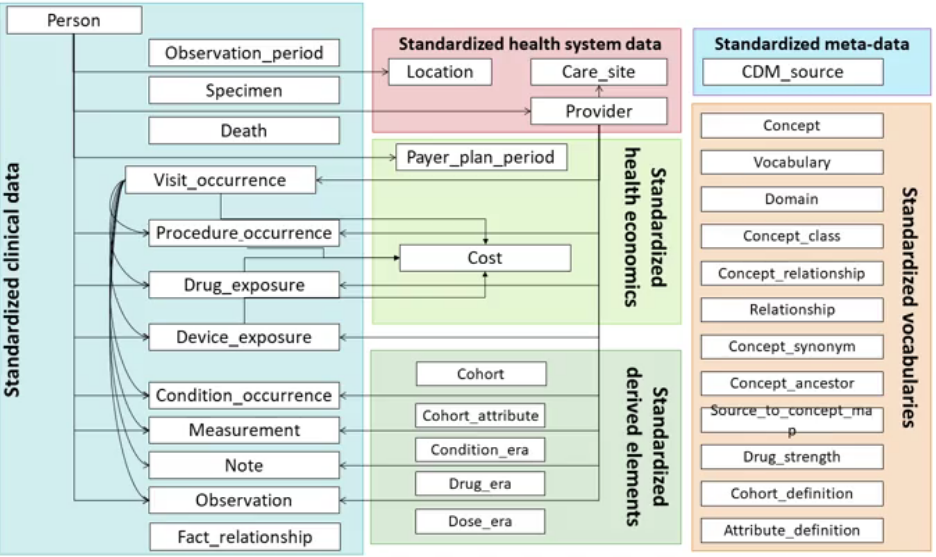 Person
Standardized clinical data
Observation_period
Specimen
Death
Visit_occurrence
Procedure_occurrence
Drug_exposure
Device_exposure
Condition_occurrence
Measurement
Note
Observation
Fact_relationship
Standardized health system data
Location
Care_site
Provider
Payer_plan_period
Cost
Standardized
health economics
Cohort
Cohort_attribute
Condition_era
Drug_era
Dose_era
Standardized
derived elements
Standardized meta-data
CDM_source
Concept
Vocabulary
Domain
Concept_class
Concept_relationship
Relationship
Concept_synonym
Concept_ancestor
Source_to_concept_ma
p
Drug_strength
Cohort_definition
Attribute_definition
Standardized vocabularies